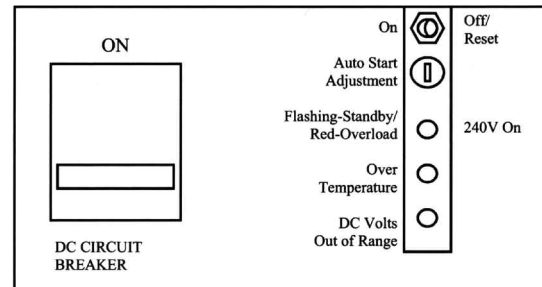 ON
DC CIRCUIT
BREAKER
On
Off/
Reset
Auto Start
Adjustment
Flashing-Standby/
Red-Overload
240V On
Over
Temperature
DC Volts
Out of Range